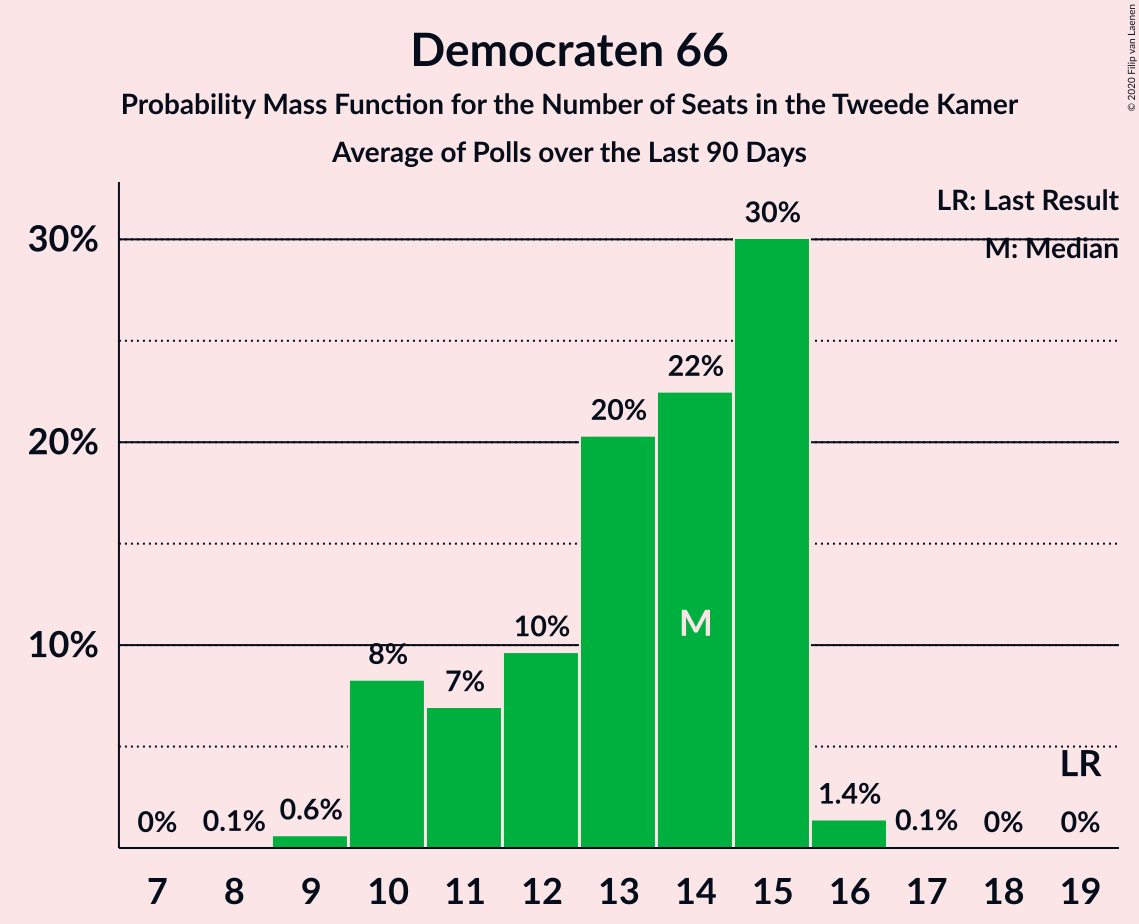 Democraten 66
Probability Mass Function for the Number of Seats in the Tweede Kamer
Average of Polls over the Last 90 Days
© 2020 Filip van Laenen
LR: Last Result
M: Median
30%
20%
10%
0%
0.1%
0.6%
8%
7%
10%
20%
22%
30%
1.4%
0.1%
0%
0%
M
LR
7 8 9 10 11 12 13 14 15 16 17 18 19